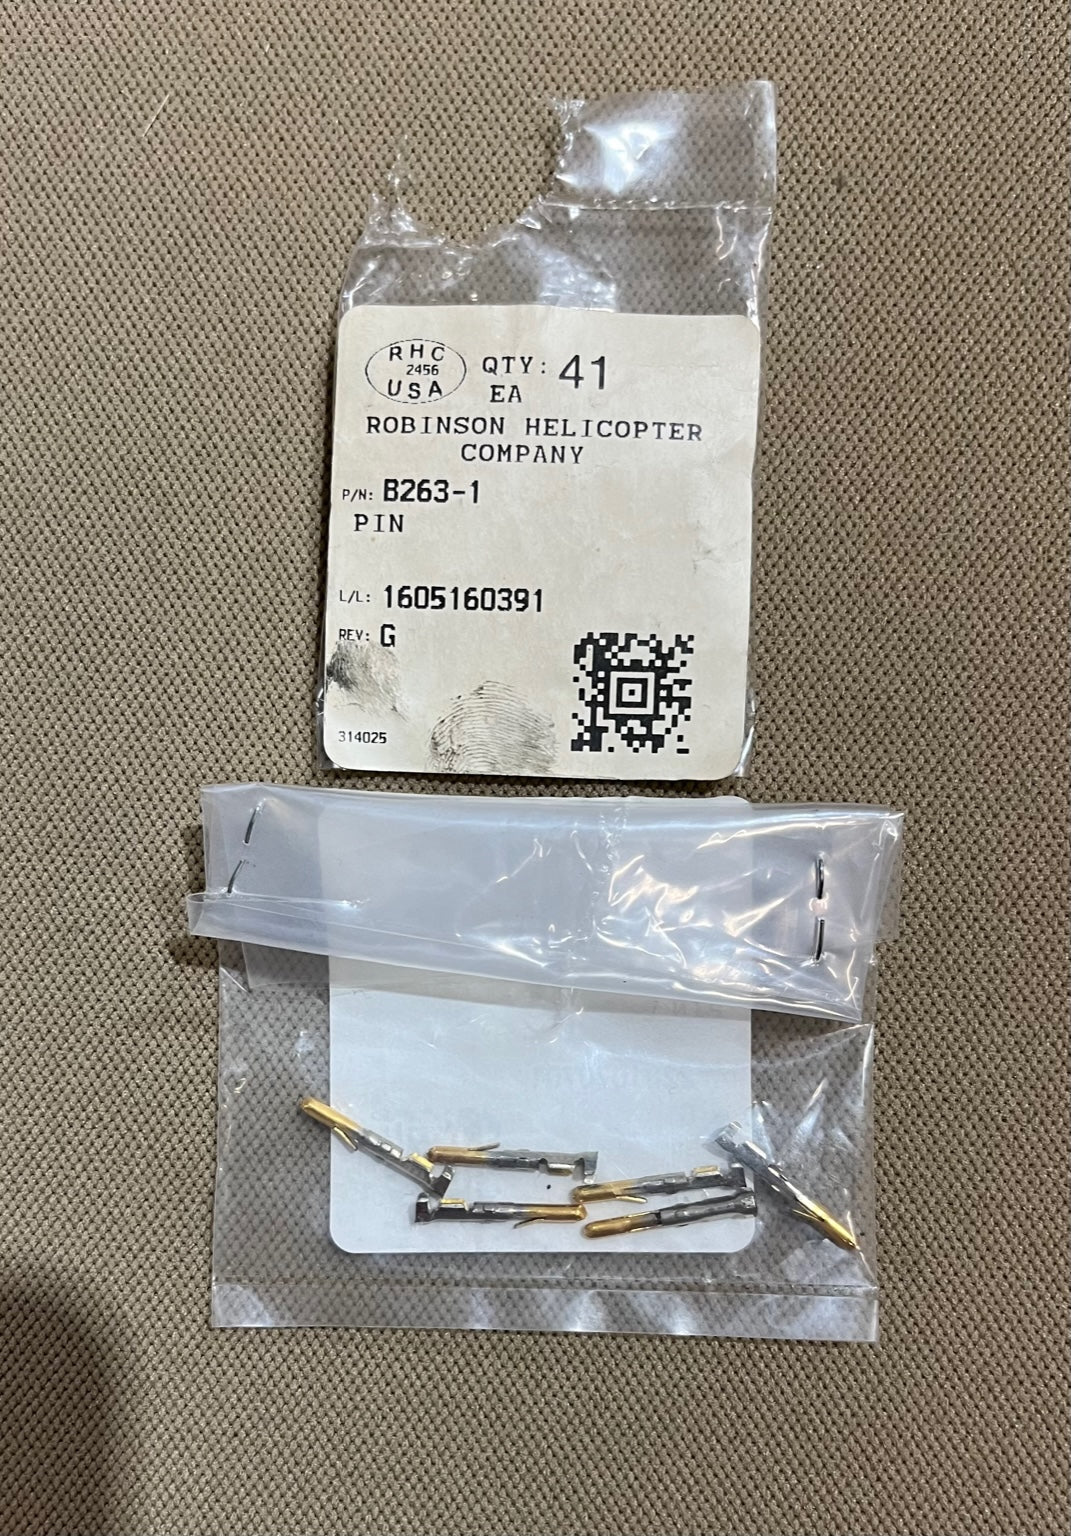 RHC
2456
USA
QTY: 41
EA
ROBINSON HELICOPTER
COMPANY
P/N: B263-1
PIN
L/L: 1605160391
REV: G
314025